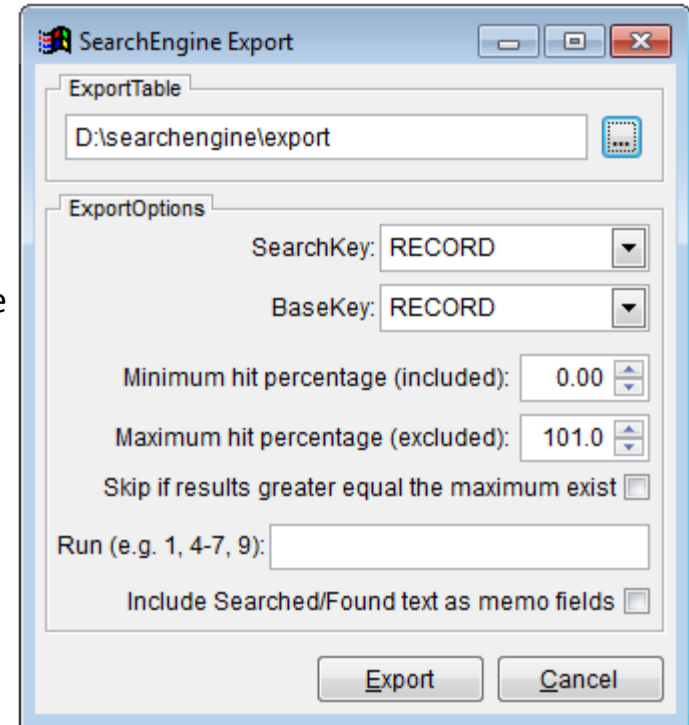 SearchEngine Export
ExportTable
D:\searchengine\export
...
ExportOptions
SearchKey: RECORD
e
BaseKey: RECORD
Minimum hit percentage (included): 0.00
Maximum hit percentage (excluded): 101.0
Skip if results greater equal the maximum exist
Run (e.g. 1, 4-7, 9):
Include Searched/Found text as memo fields
Export Cancel